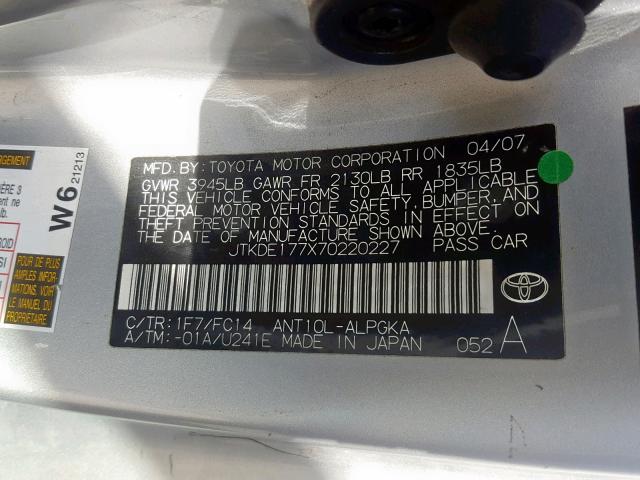 MFD.BY:TOYOTA MOTOR CORPORATION 04/07
GVWR 3945LB GAWR FR 2130LB RR 1835LB
THIS VEHICLE CONFORMS TO ALL APPLICABLE
FEDERAL MOTOR VEHICLE SAFETY,BUMPER,AND
THEFT PREVENTION STANDARDS IN EFFECT ON
THE DATE OF MANUFACTURE SHOWN ABOVE.
JTKDE177X70220227 PASS CAR
TOYOTA
C/TR:1F7/FC14 ANT10L-ALPGKA
A/TM:-01A/U241E MADE IN JAPAN 052 A
W6 21213
POUR DE PLUS
AMPLES INFOR
MATIONS, VOIR
LE MANUEL DU